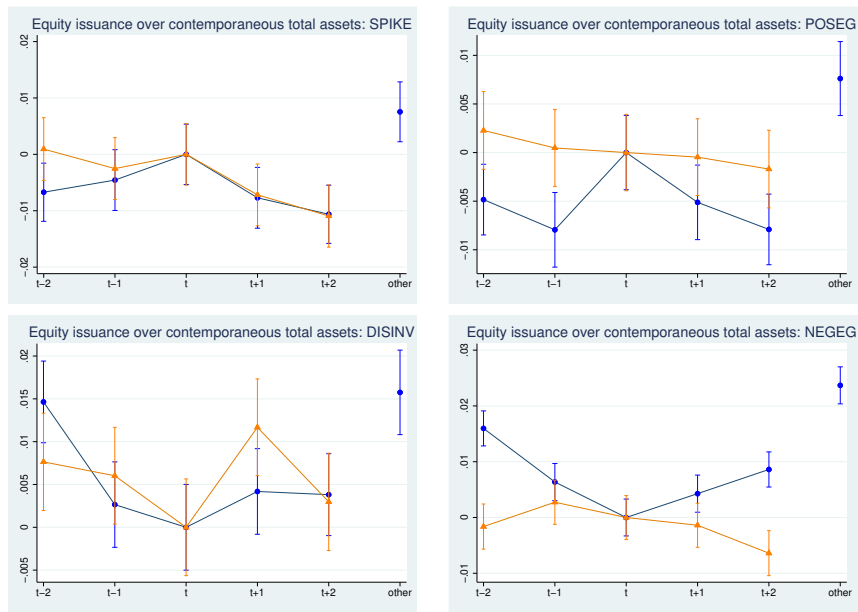 Equity issuance over contemporaneous total assets: SPIKE
.02
.01
0
−.01
−.02
t−2 t−1 t t+1 t+2 other
Equity issuance over contemporaneous total assets: POSEG
.01
.005
0
−.005
−.01
t−2 t−1 t t+1 t+2 other
Equity issuance over contemporaneous total assets: DISINV
.02
.015
.01
.005
0
−.005
t−2 t−1 t t+1 t+2 other
Equity issuance over contemporaneous total assets: NEGEG
.03
.02
.01
0
−.01
t−2 t−1 t t+1 t+2 other